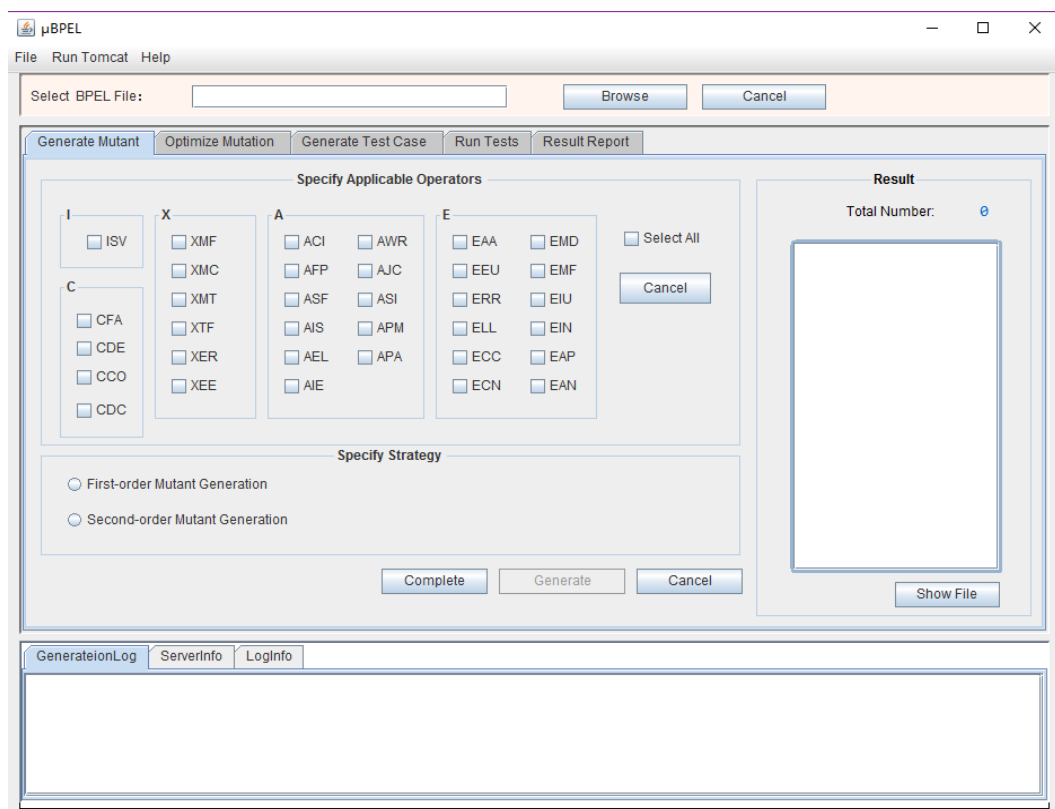 µBPEL
File Run Tomcat Help
Select BPEL File: Browse Cancel
Generate Mutant Optimize Mutation Generate Test Case Run Tests Result Report
Specify Applicable Operators
I
ISV
C
CFA
CDE
CCO
CDC
X
XMF
XMC
XMT
XTF
XER
XEE
A
ACI AWR
AFP AJC
ASF ASI
AIS APM
AEL APA
AIE
E
EAA EMD
EEU EMF
ERR EIU
ELL EIN
ECC EAP
ECN EAN
Select All
Cancel
Specify Strategy
First-order Mutant Generation
Second-order Mutant Generation
Complete Generate Cancel
Result
Total Number: 0
Show File
GenerateionLog ServerInfo LogInfo